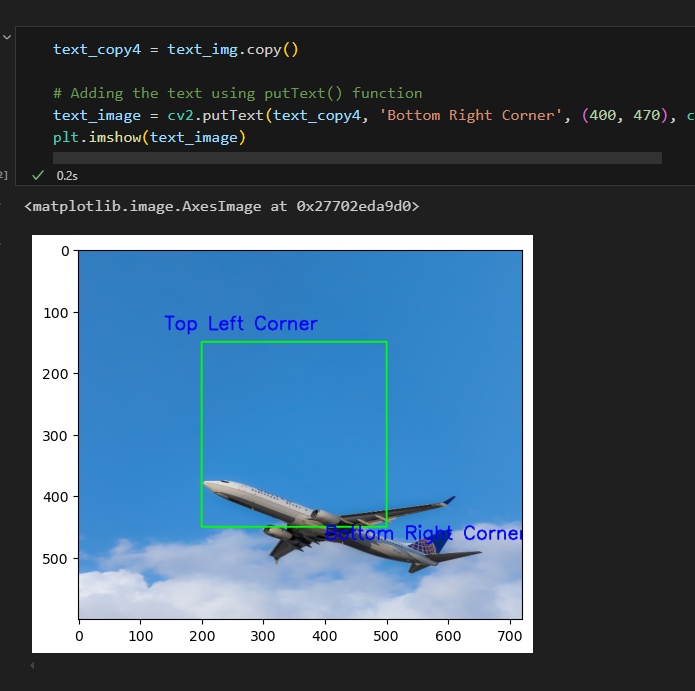 text_copy4 = text_img.copy()
# Adding the text using putText() function
text_image = cv2.putText(text_copy4, 'Bottom Right Corner', (400, 470), c
plt.imshow(text_image)
2]
0.2s
<matplotlib.image.AxesImage at 0x27702eda9d0>
0
100
Top Left Corner
200
300
400
Bottom Right Corner
500
0 100 200 300 400 500 600 700